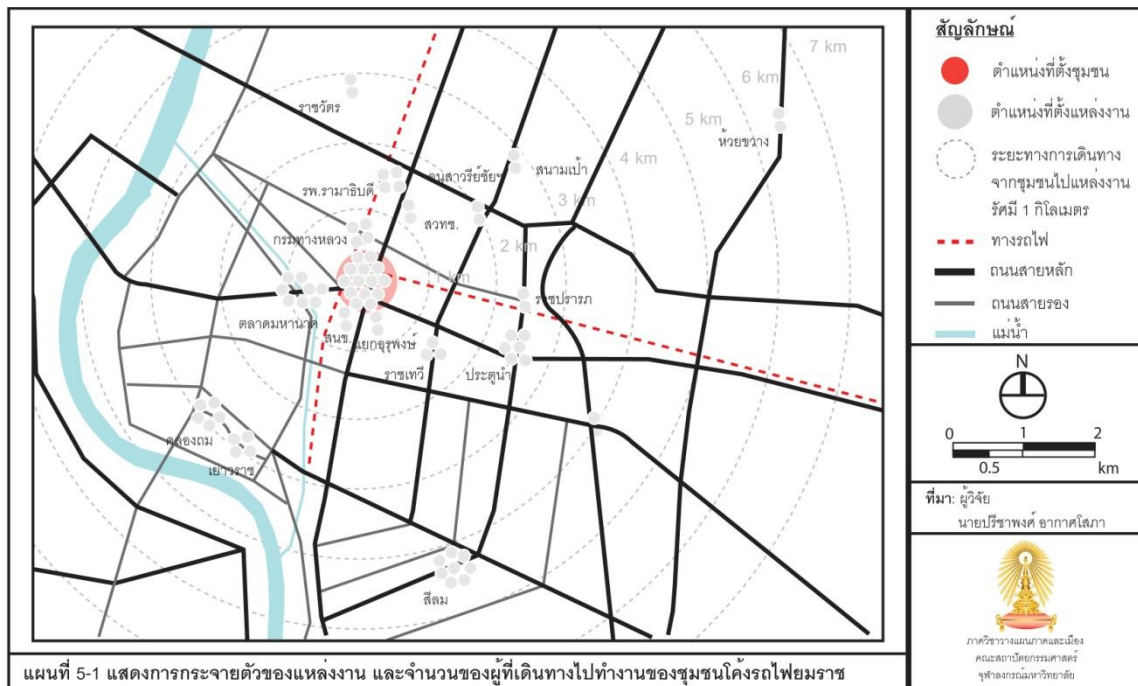 7 km
6 km
5 km
4 km
3 km
2 km
1 km
ราชวัตร
ห้วยขวาง
สนามเป้า
อนุสาวรีย์ชัยฯ
รพ.รามาธิบดี
สวทช.
กรมทางหลวง
ราชปรารภ
ตลาดมหานาค
สนข.
แยกอุรุพงษ์
ราชเทวี
ประตูน้ำ
คลองถม
เยาวราช
สีลม
สัญลักษณ์
ตำแหน่งที่ตั้งชุมชน
ตำแหน่งที่ตั้งแหล่งงาน
ระยะทางการเดินทาง
จากชุมชนไปแหล่งงาน
รัศมี 1 กิโลเมตร
ทางรถไฟ
ถนนสายหลัก
ถนนสายรอง
แม่น้ำ
N
0 1 2
0.5 km
ที่มา: ผู้วิจัย
นายปรีชาพงศ์ อากาศโสภา
ภาควิชาวางแผนภาคและเมือง
คณะสถาปัตยกรรมศาสตร์
จุฬาลงกรณ์มหาวิทยาลัย
แผนที่ 5-1 แสดงการกระจายตัวของแหล่งงาน และจำนวนของผู้ที่เดินทางไปทำงานของชุมชนโค้งรถไฟยมราช